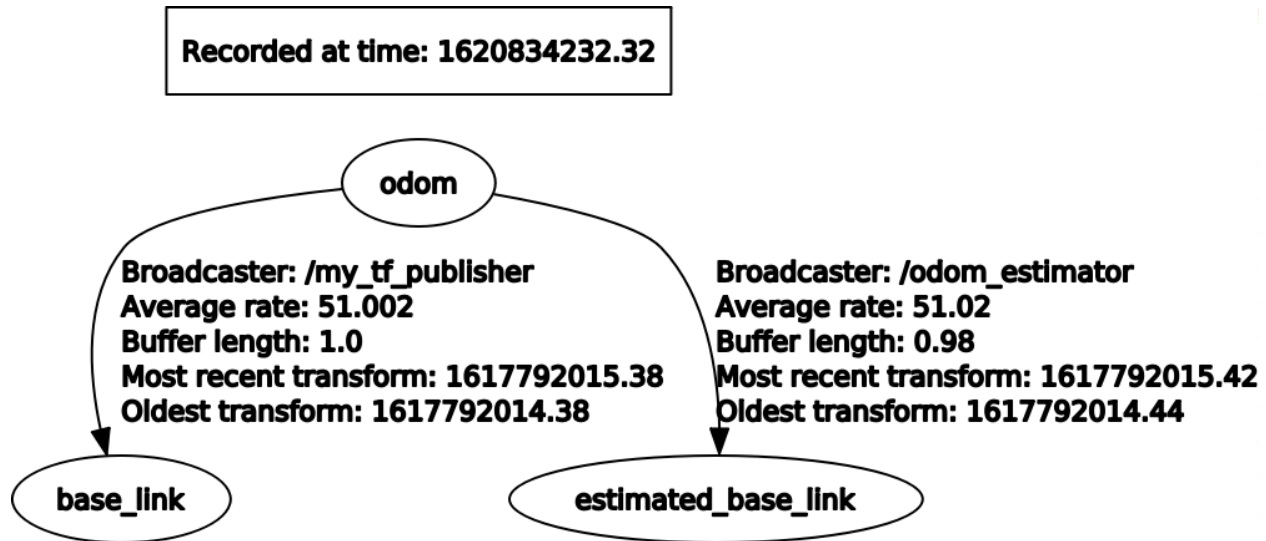 Recorded at time: 1620834232.32
odom
Broadcaster: /my_tf_publisher
Average rate: 51.002
Buffer length: 1.0
Most recent transform: 1617792015.38
Oldest transform: 1617792014.38
Broadcaster: /odom_estimator
Average rate: 51.02
Buffer length: 0.98
Most recent transform: 1617792015.42
Oldest transform: 1617792014.44
base_link
estimated_base_link